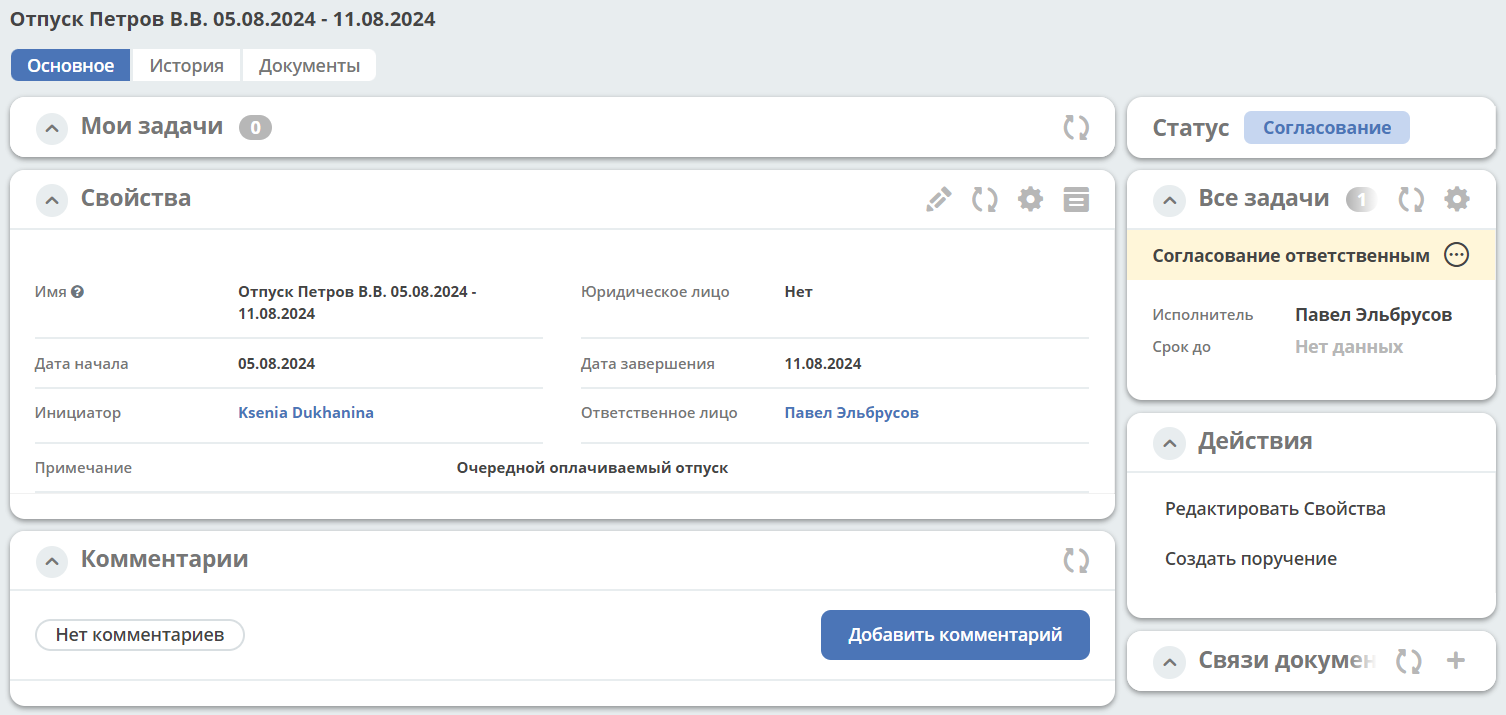 Отпуск Петров В.В. 05.08.2024 - 11.08.2024
Основное История Документы
Мои задачи 0
Свойства
Имя Отпуск Петров В.В. 05.08.2024 -
11.08.2024
Юридическое лицо Нет
Дата начала 05.08.2024
Дата завершения 11.08.2024
Инициатор Ksenia Dukhanina
Ответственное лицо Павел Эльбрусов
Примечание Очередной оплачиваемый отпуск
Комментарии
Нет комментариев Добавить комментарий
Статус Согласование
Все задачи 1
Согласование ответственным
Исполнитель Павел Эльбрусов
Срок до Нет данных
Действия
Редактировать Свойства
Создать поручение
Связи докумен